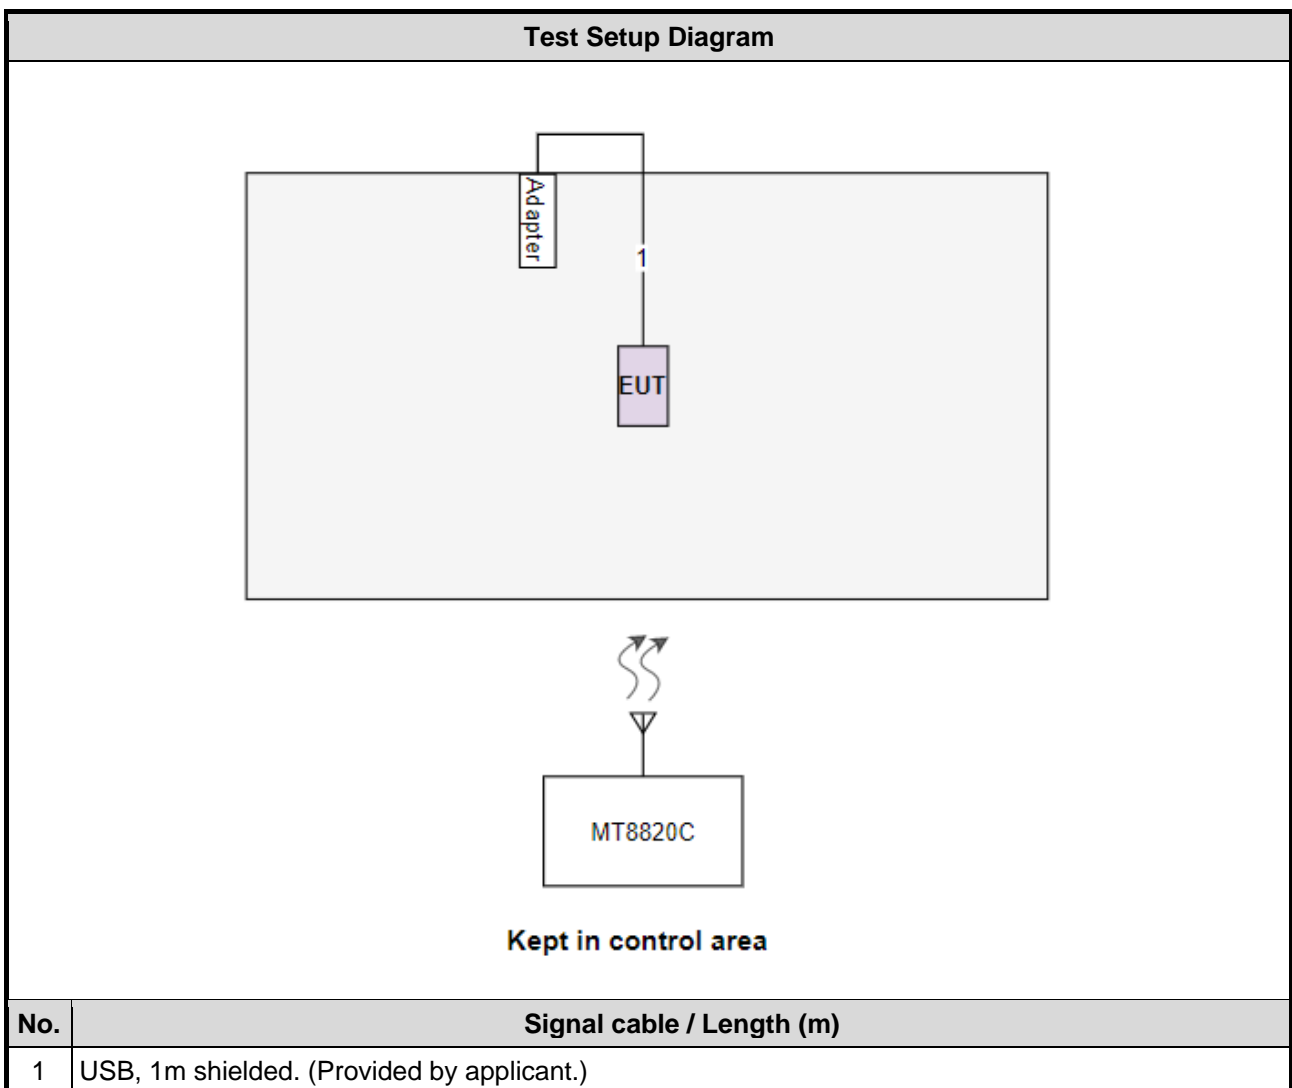 Test Setup Diagram
Adapter
1
EUT
MT8820C
Kept in control area
No. Signal cable / Length (m)
1 USB, 1m shielded. (Provided by applicant.)